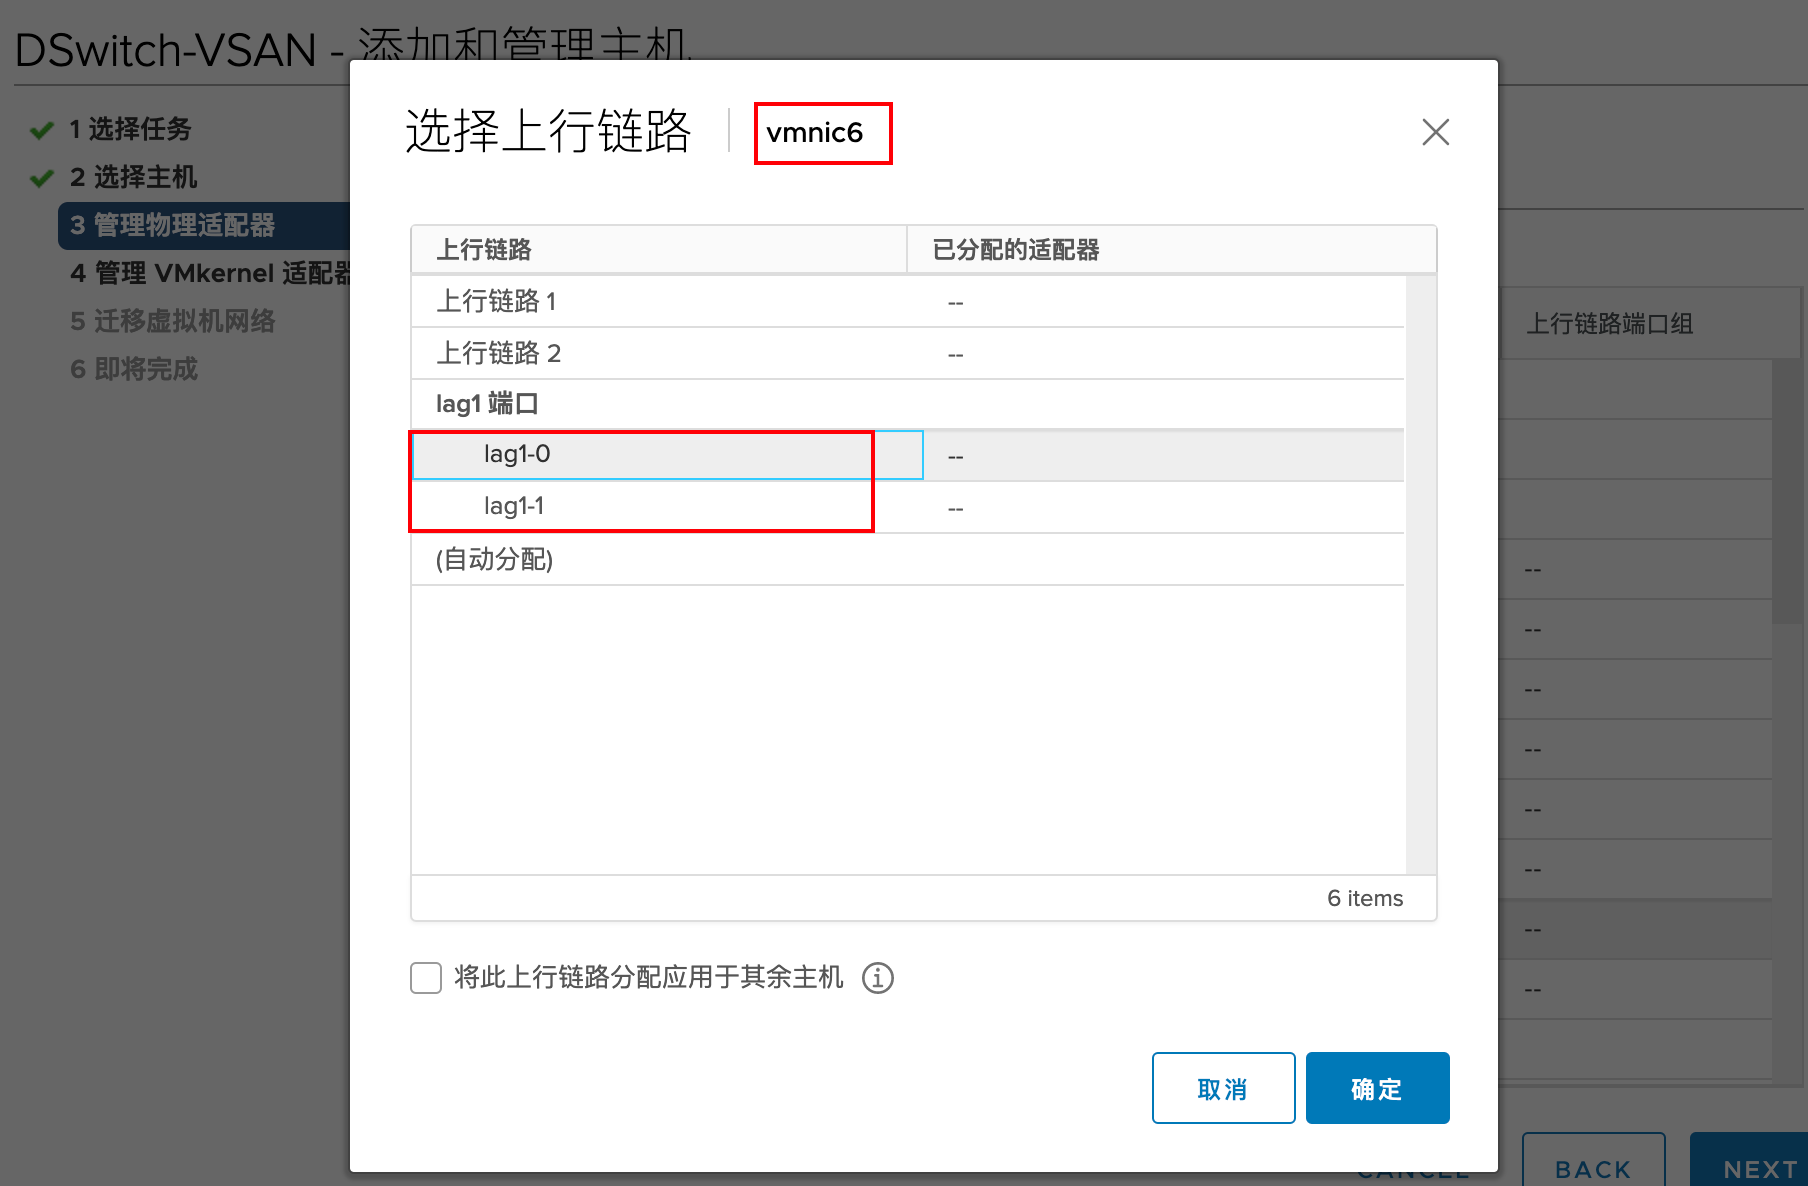 DSwitch-VSAN - 添加和管理主机
1 选择任务
2 选择主机
3 管理物理适配器
4 管理 VMkernel 适配器
5 迁移虚拟机网络
6 即将完成
选择上行链路
vmnic6
上行链路 已分配的适配器
上行链路 1 --
上行链路 2 --
lag1 端口
lag1-0 --
lag1-1 --
(自动分配)
6 items
将此上行链路分配应用于其余主机
取消 确定
上行链路端口组
--
--
--
--
--
--
--
--
CANCEL BACK NEXT